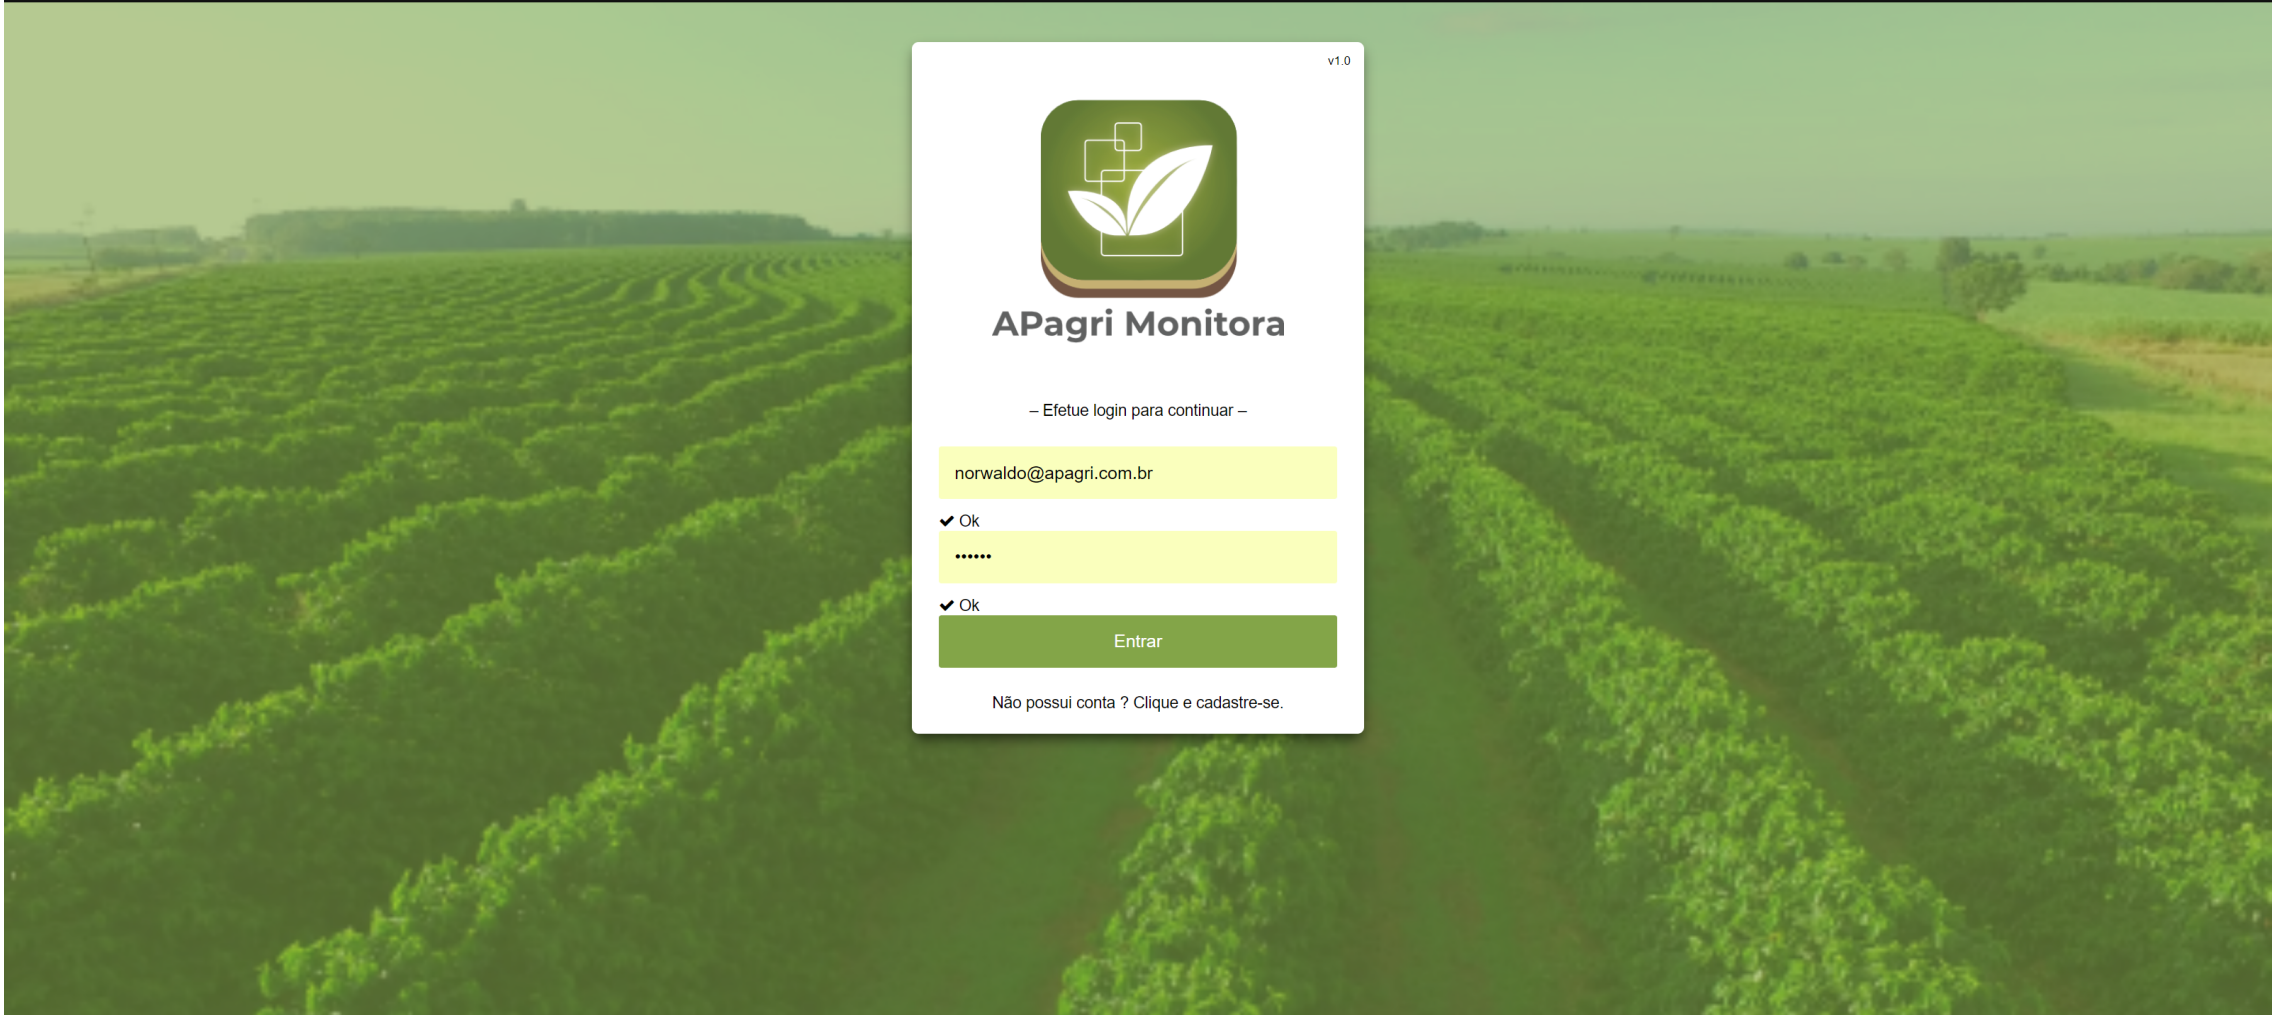 v1.0
APagri Monitora
– Efetue login para continuar –
norwaldo@apagri.com.br
✔ Ok
••••••
✔ Ok
Entrar
Não possui conta ? Clique e cadastre-se.